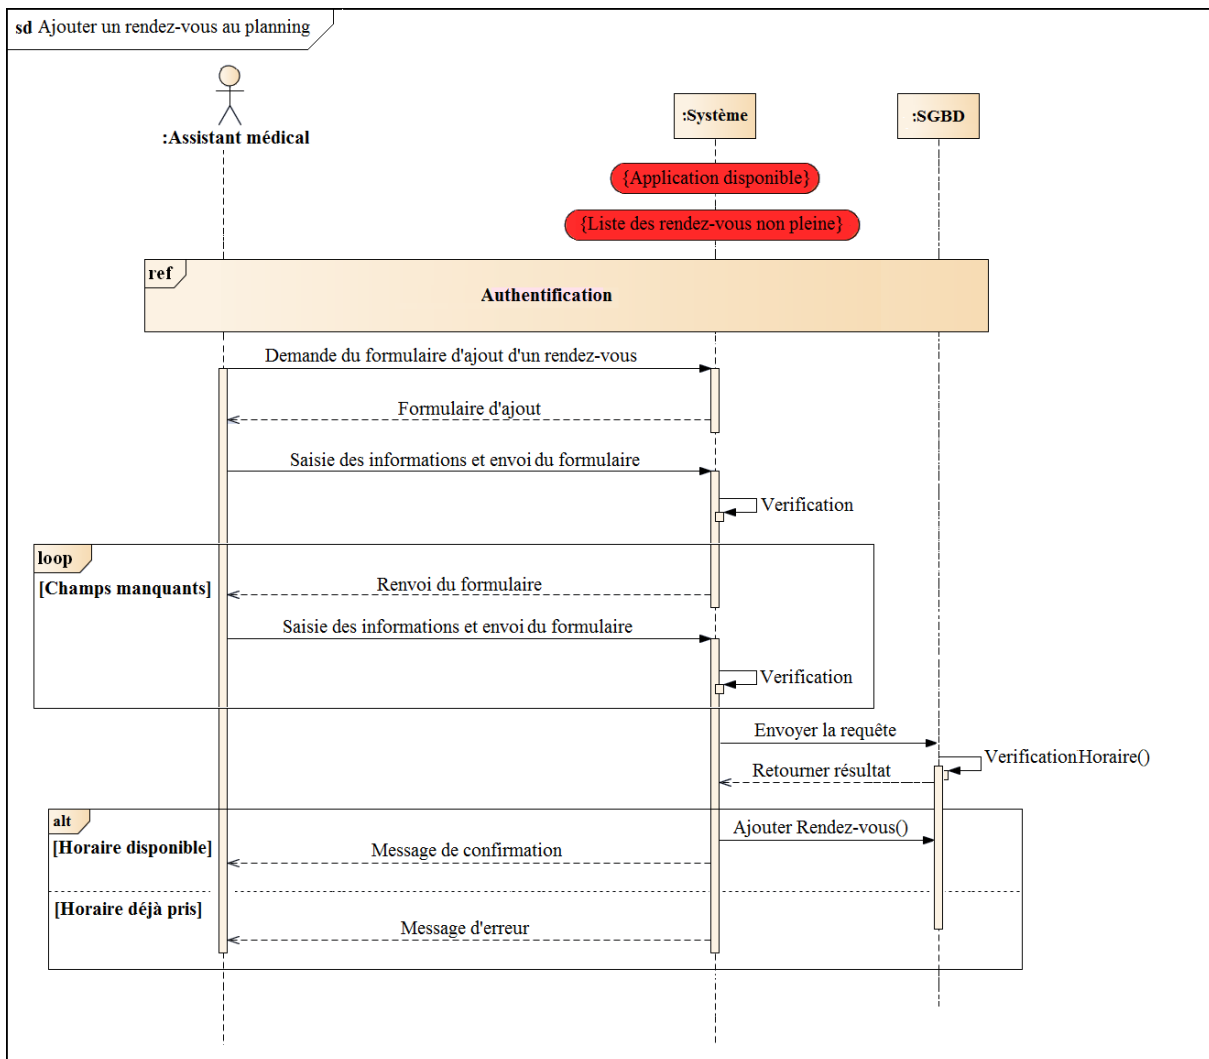 sd Ajouter un rendez-vous au planning
:Assistant médical
:Système
:SGBD
{Application disponible}
{Liste des rendez-vous non pleine}
ref
Authentification
Demande du formulaire d'ajout d'un rendez-vous
Formulaire d'ajout
Saisie des informations et envoi du formulaire
Verification
loop
[Champs manquants]
Renvoi du formulaire
Saisie des informations et envoi du formulaire
Verification
Envoyer la requête
VerificationHoraire()
Retourner résultat
alt
[Horaire disponible]
Ajouter Rendez-vous()
Message de confirmation
[Horaire déjà pris]
Message d'erreur